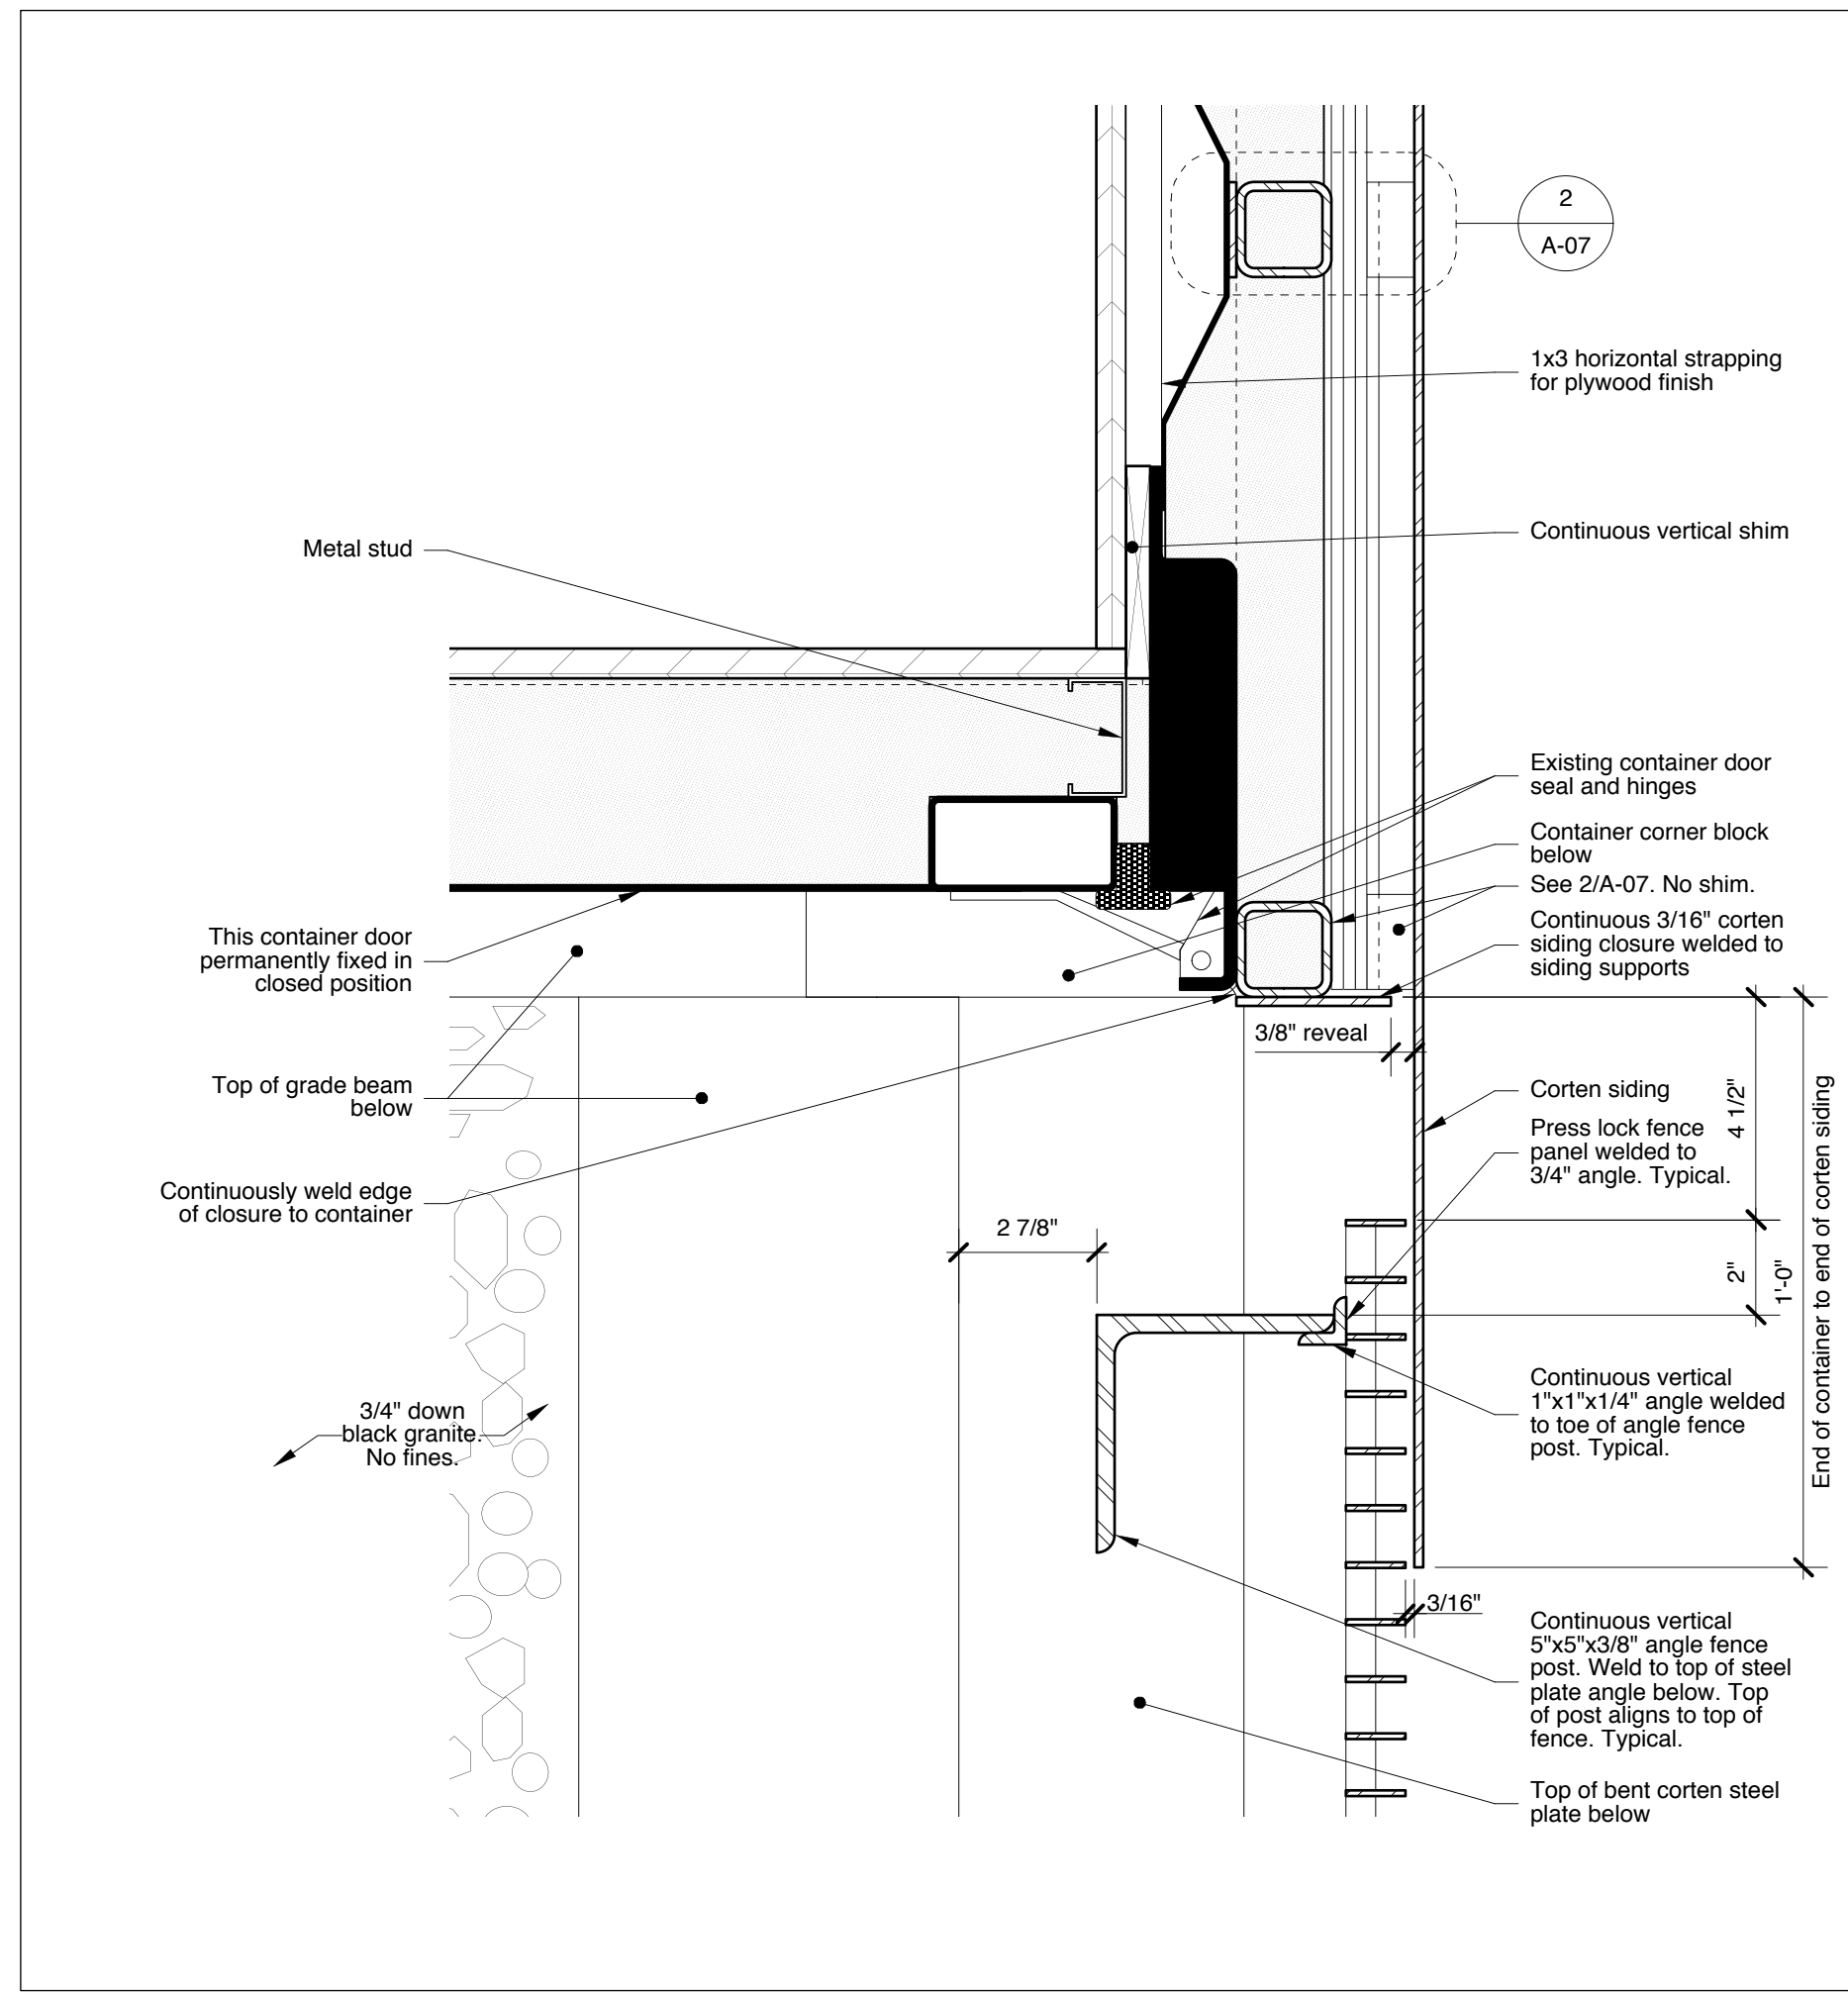 2
A-07
1x3 horizontal strapping
for plywood finish
Continuous vertical shim
Metal stud
Existing container door
seal and hinges
Container corner block
below
See 2/A-07. No shim.
Continuous 3/16" corten
siding closure welded to
siding supports
This container door
permanently fixed in
closed position
3/8" reveal
Top of grade beam
below
Corten siding
4 1/2"
Press lock fence
panel welded to
3/4" angle. Typical.
Continuously weld edge
of closure to container
2 7/8"
2"
1'-0"
End of container to end of corten siding
Continuous vertical
1"x1"x1/4" angle welded
to toe of angle fence
post. Typical.
3/4" down
black granite.
No fines.
3/16"
Continuous vertical
5"x5"x3/8" angle fence
post. Weld to top of steel
plate angle below. Top
of post aligns to top of
fence. Typical.
Top of bent corten steel
plate below